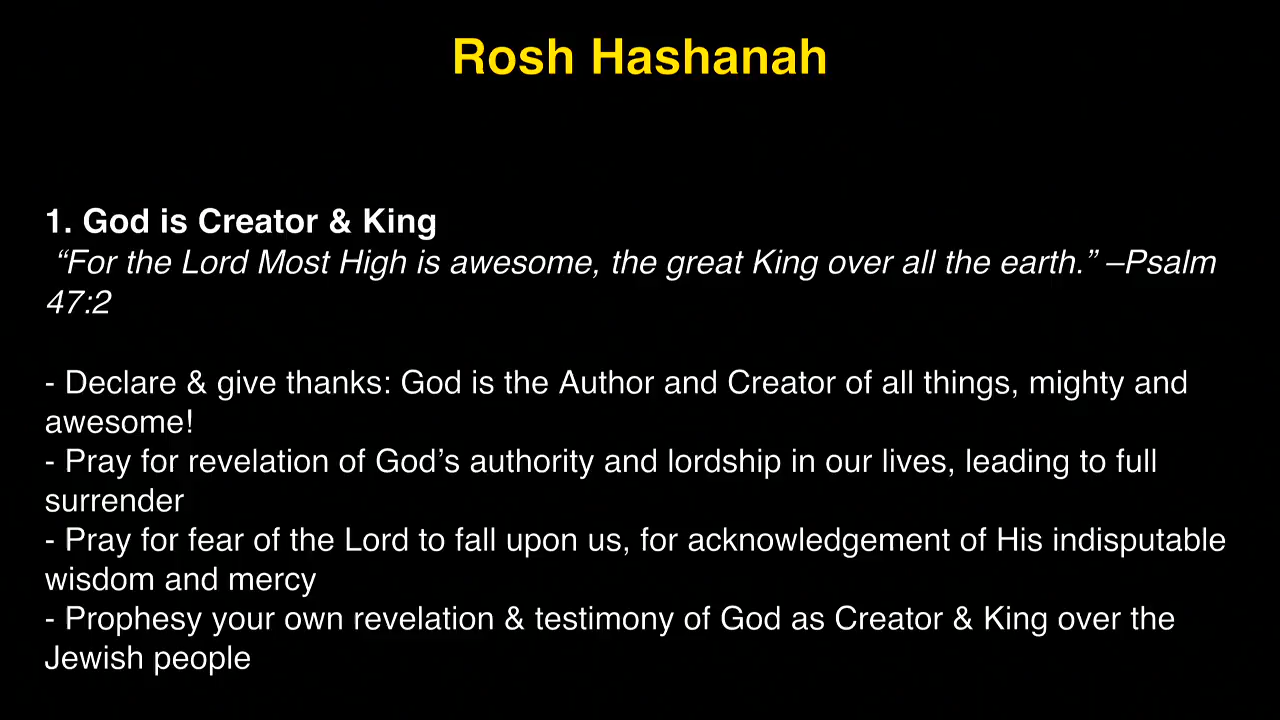 Rosh Hashanah
1. God is Creator & King
“For the Lord Most High is awesome, the great King over all the earth.” –Psalm
47:2
- Declare & give thanks: God is the Author and Creator of all things, mighty and
awesome!
- Pray for revelation of God’s authority and lordship in our lives, leading to full
surrender
- Pray for fear of the Lord to fall upon us, for acknowledgement of His indisputable
wisdom and mercy
- Prophesy your own revelation & testimony of God as Creator & King over the
Jewish people